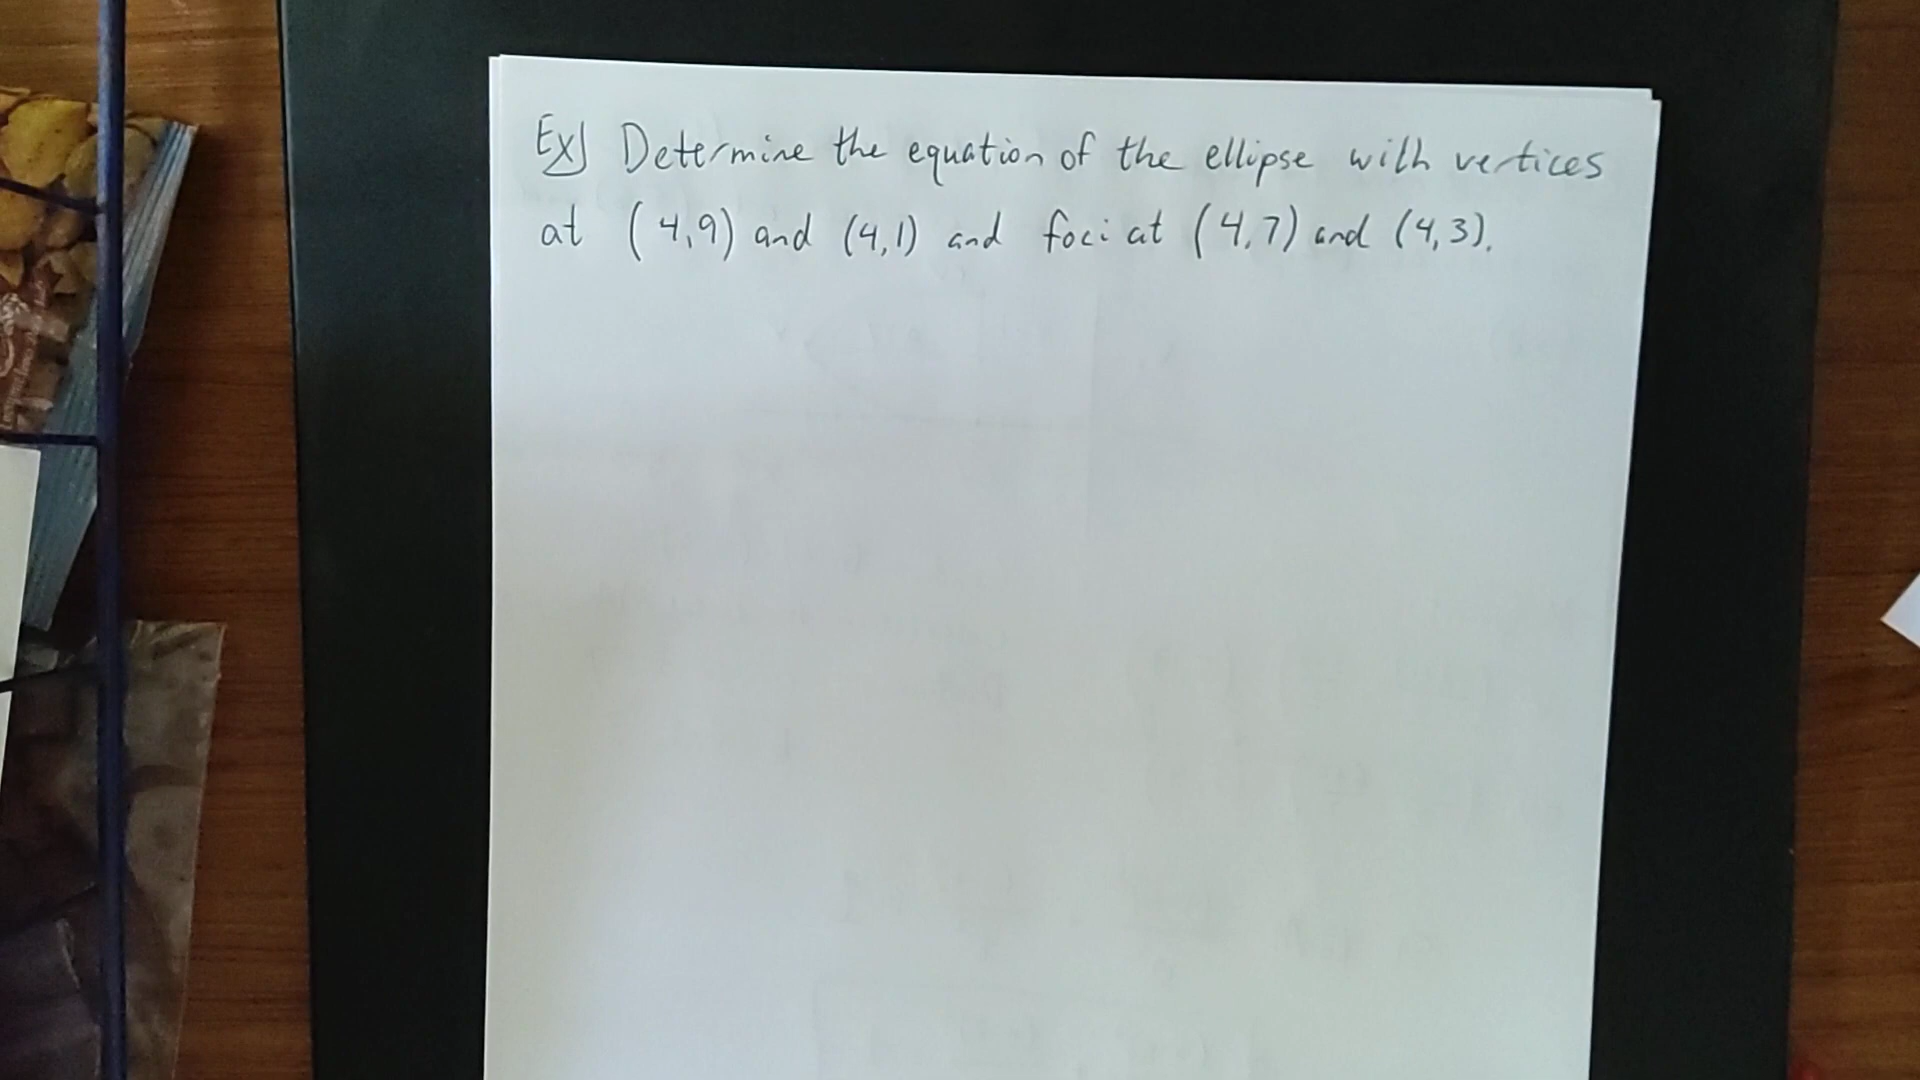 Ex) Determine the equation of the ellipse with vertices
at (4,9) and (4,1) and foci at (4,7) and (4,3).